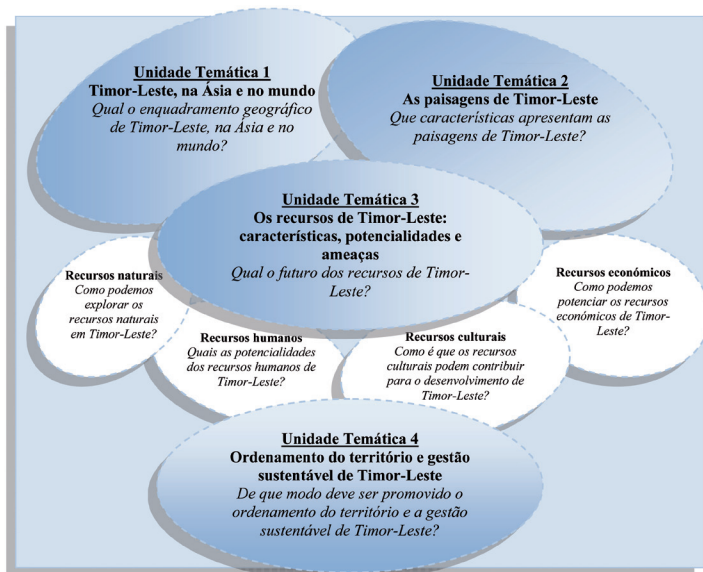 Unidade Temática 1
Timor-Leste, na Ásia e no mundo
Qual o enquadramento geográfico
de Timor-Leste, na Ásia e no
mundo?
Unidade Temática 2
As paisagens de Timor-Leste
Que características apresentam as
paisagens de Timor-Leste?
Unidade Temática 3
Os recursos de Timor-Leste:
características, potencialidades e
ameaças
Qual o futuro dos recursos de Timor-
Leste?
Recursos naturais
Como podemos
explorar os
recursos naturais
em Timor-Leste?
Recursos humanos
Quais as potencialidades
dos recursos humanos de
Timor-Leste?
Recursos culturais
Como é que os recursos
culturais podem contribuir
para o desenvolvimento de
Timor-Leste?
Recursos económicos
Como podemos
potenciar os recursos
económicos de Timor-
Leste?
Unidade Temática 4
Ordenamento do território e gestão
sustentável de Timor-Leste
De que modo deve ser promovido o
ordenamento do território e a gestão
sustentável de Timor-Leste?